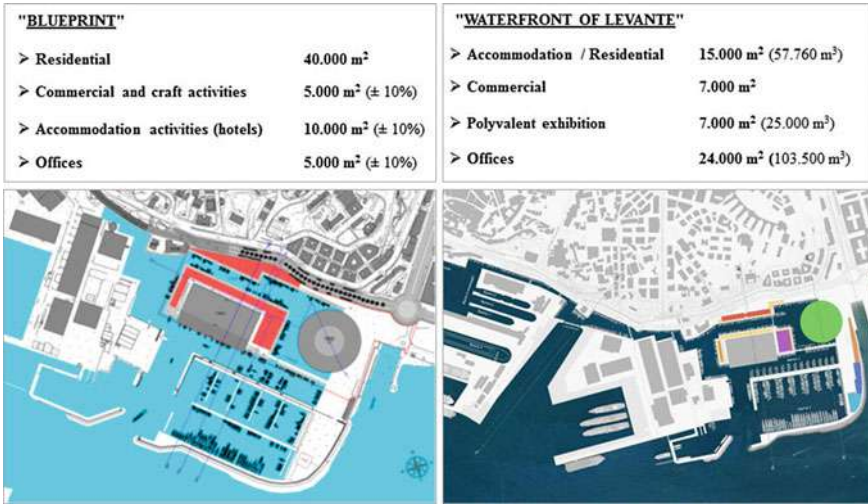 "BLUEPRINT"
➢ Residential 40.000 m²
➢ Commercial and craft activities 5.000 m² (± 10%)
➢ Accommodation activities (hotels) 10.000 m² (± 10%)
➢ Offices 5.000 m² (± 10%)
"WATERFRONT OF LEVANTE"
➢ Accommodation / Residential 15.000 m² (57.760 m³)
➢ Commercial 7.000 m²
➢ Polyvalent exhibition 7.000 m² (25.000 m³)
➢ Offices 24.000 m² (103.500 m³)